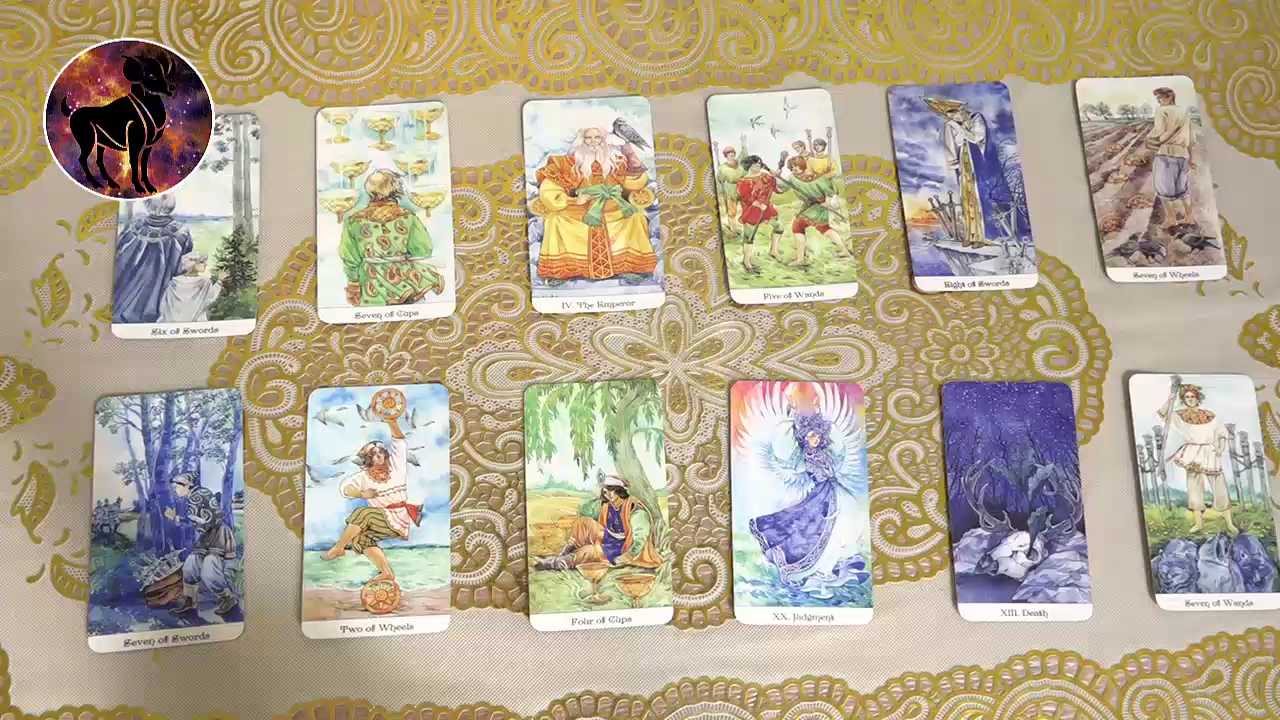 Six of Swords
Seven of Cups
IV. The Emperor
Five of Wands
Eight of Swords
Seven of Wheels
Seven of Swords
Two of Wheels
Four of Cups
XX. Judgment
XIII. Death
Seven of Wands